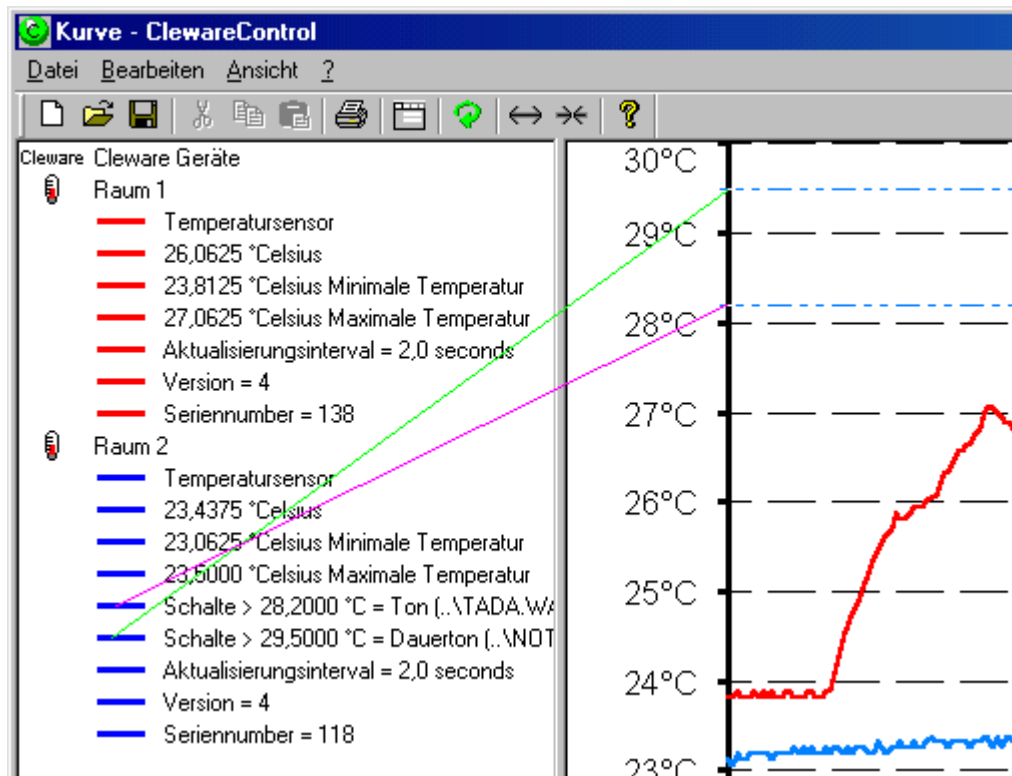 Kurve - ClewareControl
Datei Bearbeiten Ansicht ?
Cleware Cleware Geräte
Raum 1
Temperatursensor
26,0625 °Celsius
23,8125 °Celsius Minimale Temperatur
27,0625 °Celsius Maximale Temperatur
Aktualisierungsinterval = 2,0 seconds
Version = 4
Seriennumber = 138
Raum 2
Temperatursensor
23,4375 °Celsius
23,0625 °Celsius Minimale Temperatur
23,5000 °Celsius Maximale Temperatur
Schalte > 28,2000 °C = Ton (..\TADA.WA
Schalte > 29,5000 °C = Dauerton (..\NOT
Aktualisierungsinterval = 2,0 seconds
Version = 4
Seriennumber = 118
30°C
29°C
28°C
27°C
26°C
25°C
24°C
23°C